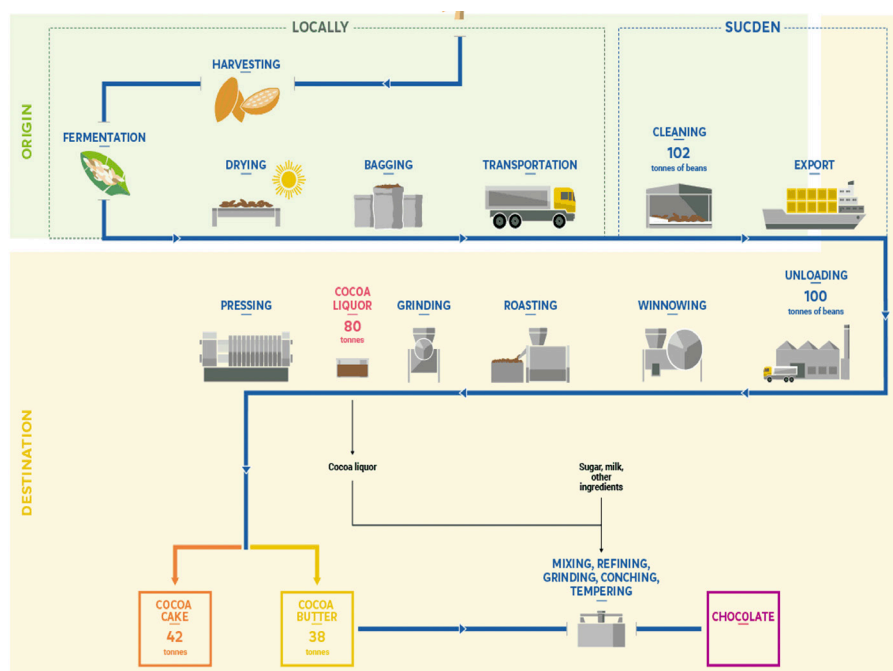 LOCALLY
SUCDEN
ORIGIN
HARVESTING
FERMENTATION
DRYING
BAGGING
TRANSPORTATION
CLEANING
102
tonnes of beans
EXPORT
DESTINATION
UNLOADING
100
tonnes of beans
WINNOWING
ROASTING
GRINDING
COCOA
LIQUOR
80
tonnes
PRESSING
Cocoa liquor
Sugar, milk,
other
ingredients
COCOA
CAKE
42
tonnes
COCOA
BUTTER
38
tonnes
MIXING, REFINING,
GRINDING, CONCHING,
TEMPERING
CHOCOLATE